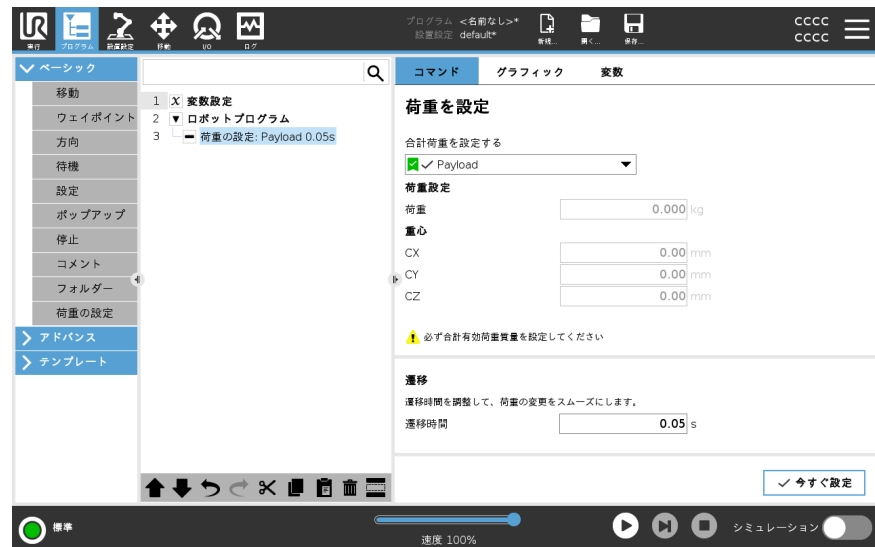 UR
実行
プログラム
設置設定
移動
I/O
ログ
プログラム <名前なし>*
設置設定 default*
新規...
開く...
保存...
cccc
cccc
ベーシック
移動
ウェイポイント
方向
待機
設定
ポップアップ
停止
コメント
フォルダー
荷重の設定
アドバンス
テンプレート
1 X 変数設定
2 ▼ ロボットプログラム
3 荷重の設定: Payload 0.05s
コマンド グラフィック 変数
荷重を設定
合計荷重を設定する
Payload
荷重設定
荷重 0.000 kg
重心
CX 0.00 mm
CY 0.00 mm
CZ 0.00 mm
必ず合計有効荷重質量を設定してください
遷移
遷移時間を調整して、荷重の変更をスムーズにします。
遷移時間 0.05 s
今すぐ設定
標準
速度 100%
シミュレーション